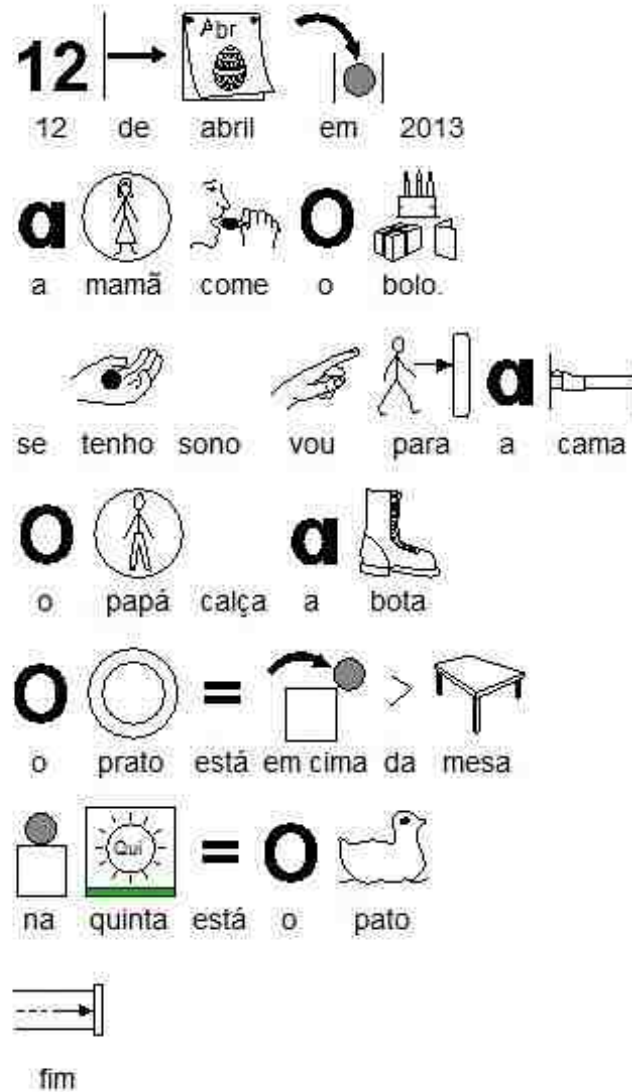 12 Abr
12 de abril em 2013
a O
a mamã come o bolo.
a
se tenho sono vou para a cama
O a
o papá calça a bota
O = >
o prato está em cima da mesa
Qui = O
na quinta está o pato
fim